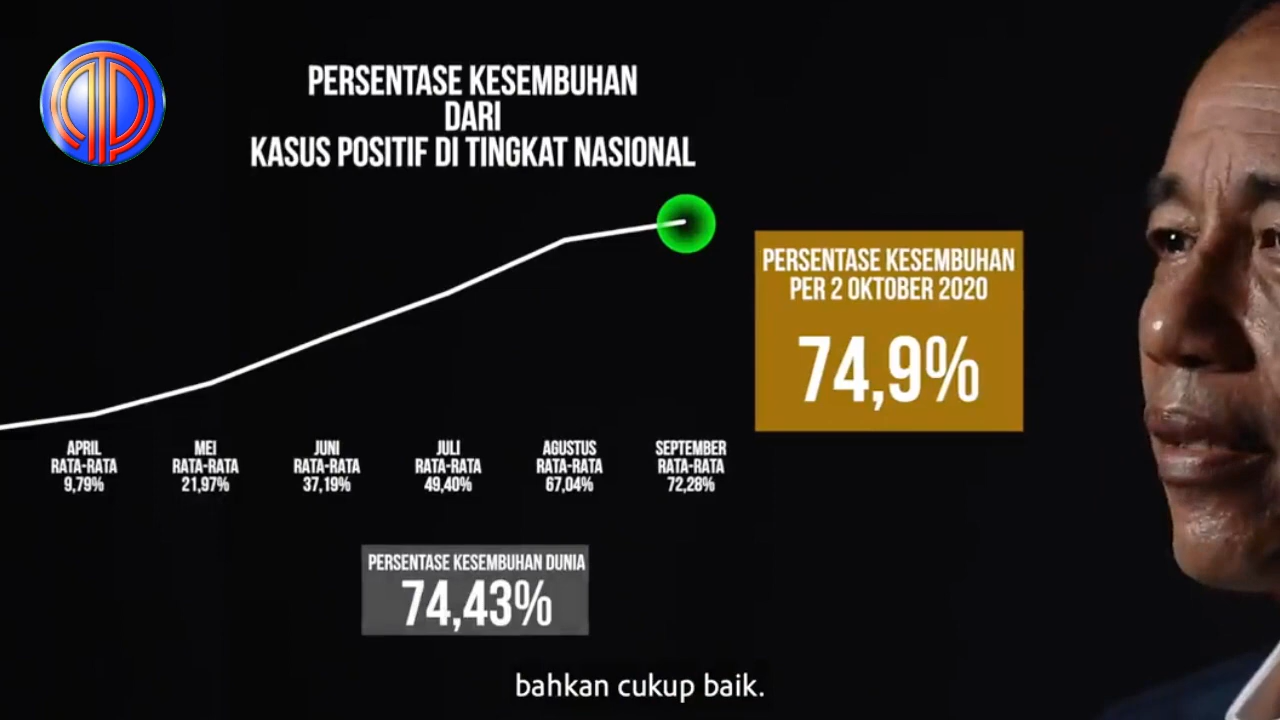 PERSENTASE KESEMBUHAN
DARI
KASUS POSITIF DI TINGKAT NASIONAL
PERSENTASE KESEMBUHAN
PER 2 OKTOBER 2020
74,9%
APRIL
RATA-RATA
9,79%
MEI
RATA-RATA
21,97%
JUNI
RATA-RATA
37,19%
JULI
RATA-RATA
49,40%
AGUSTUS
RATA-RATA
67,04%
SEPTEMBER
RATA-RATA
72,28%
PERSENTASE KESEMBUHAN DUNIA
74,43%
bahkan cukup baik.